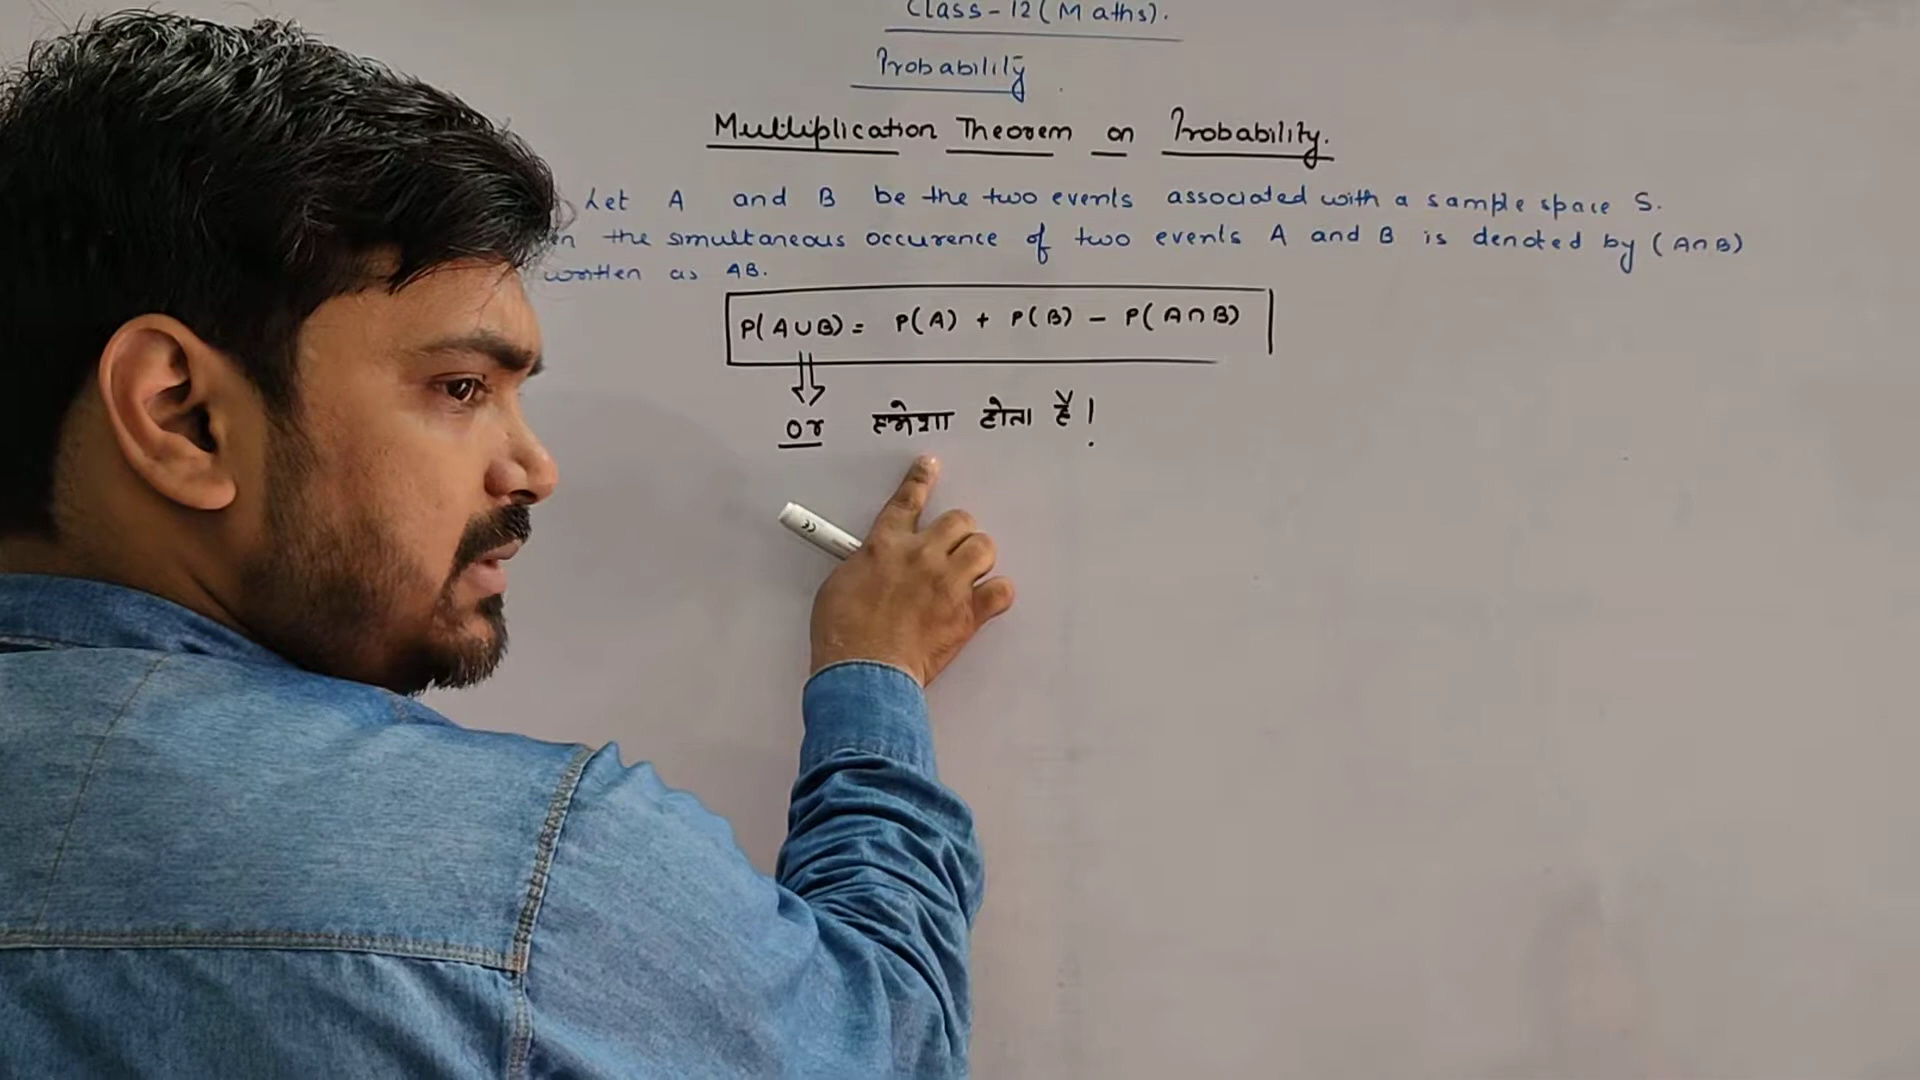 Class-12(Maths).
Probability
Multiplication Theorem on Probability.
Let A and B be the two events associated with a sample space S.
the simultaneous occurence of two events A and B is denoted by (A∩B)
written as AB.
P(A∪B) = P(A) + P(B) - P(A∩B)
or हमेशा होता है।